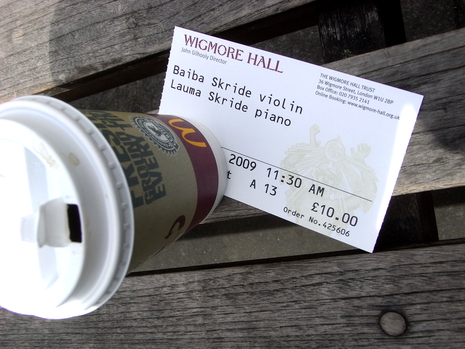 WIGMORE HALL
John Gilhooly Director
THE WIGMORE HALL TRUST
36 Wigmore Street, London W1U 2BP
Box Office: 020 7935 2141
Online Booking: www.wigmore-hall.org.uk
Baiba Skride violin
Lauma Skride piano
2009 11:30 AM
t A 13
£10.00
Order No.425606
EVERY